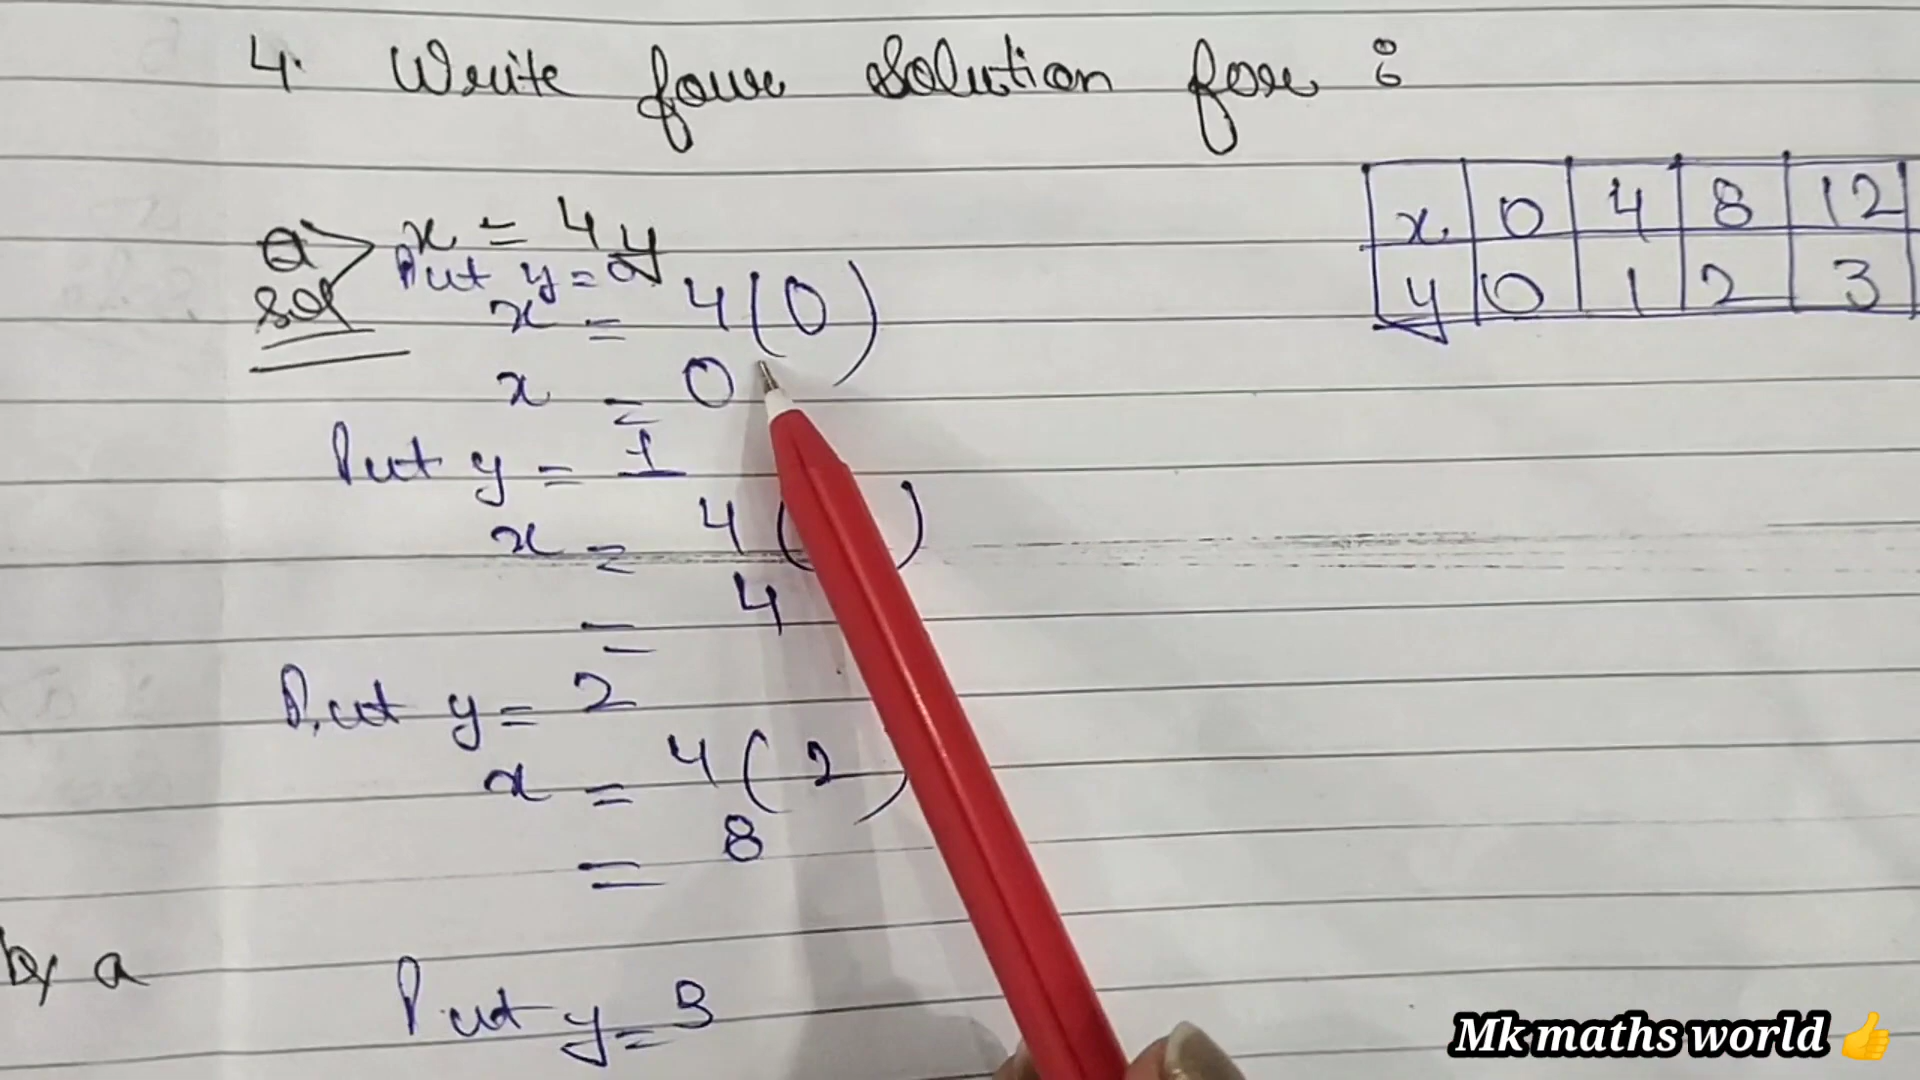 4. Write four solution for :
a> x = 4y
Sol Put y = 0
x = 4(0)
x = 0
Put y = 1
x = 4( )
= 4
Put y = 2
x = 4(2)
= 8
Put y = 3
x 0 4 8 12
y 0 1 2 3
by a
Mk maths world 👍